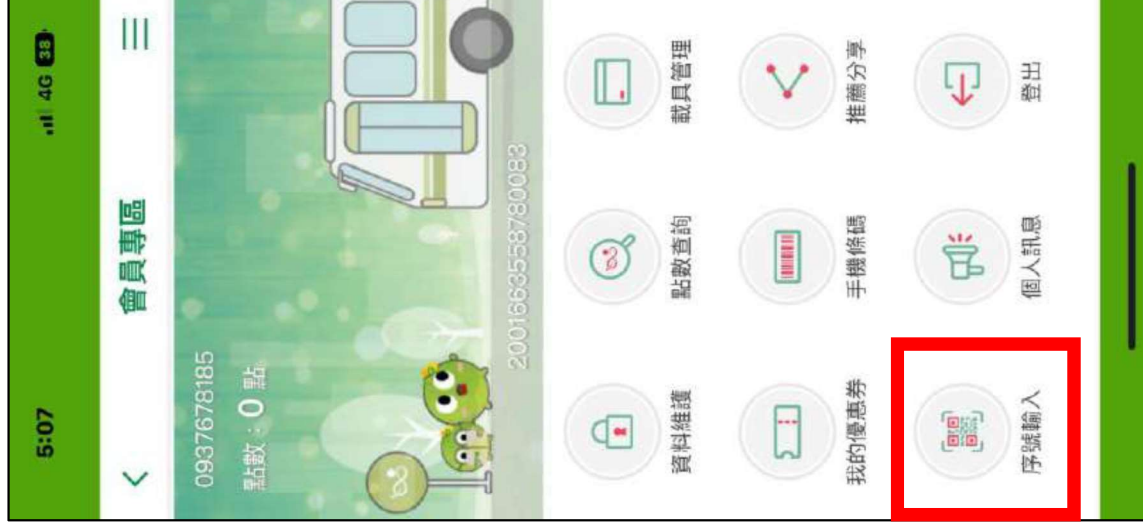 5:07 4G 38
會員專區
0937678185
點數：0 點
2001663558780083
資料維護 點數查詢 載具管理
我的優惠券 手機條碼 推薦分享
序號輸入 個人訊息 登出